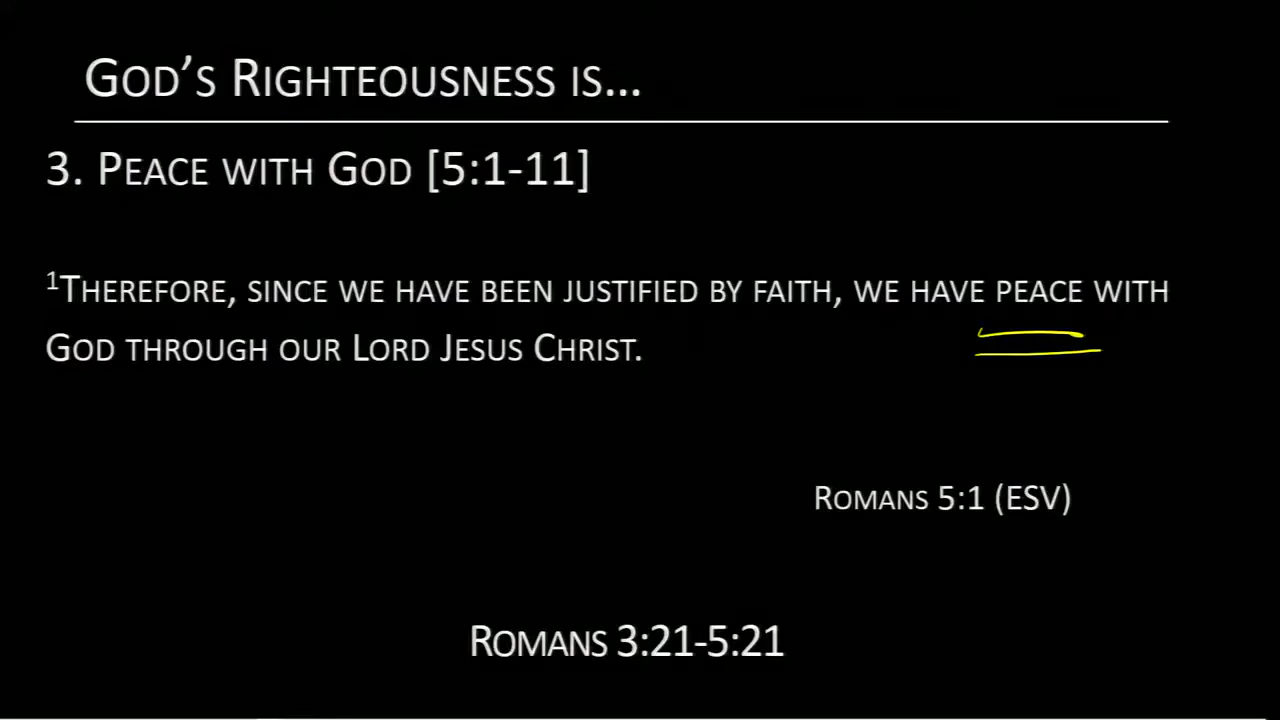 God's Righteousness is...
3. Peace with God [5:1-11]
¹Therefore, since we have been justified by faith, we have peace with
God through our Lord Jesus Christ.
Romans 5:1 (ESV)
Romans 3:21-5:21